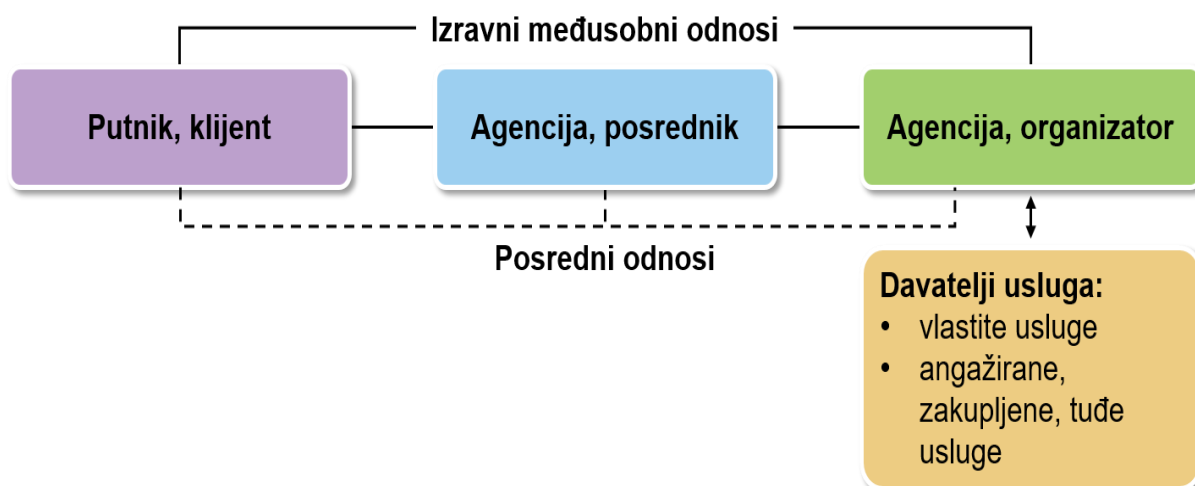 Izravni međusobni odnosi
Putnik, klijent
Agencija, posrednik
Agencija, organizator
Posredni odnosi
Davatelji usluga:
• vlastite usluge
• angažirane,
zakupljene, tuđe
usluge